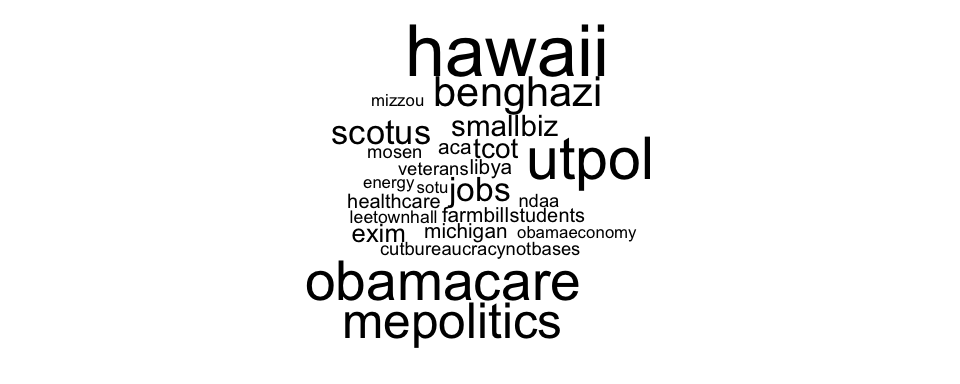 hawaii
mizzou benghazi
scotus smallbiz
mosen aca tcot utpol
veterans libya
energy sotu jobs
healthcare ndaa
leetownhall farmbill students
exim michigan obamaeconomy
cutbureaucracynotbases
obamacare
mepolitics